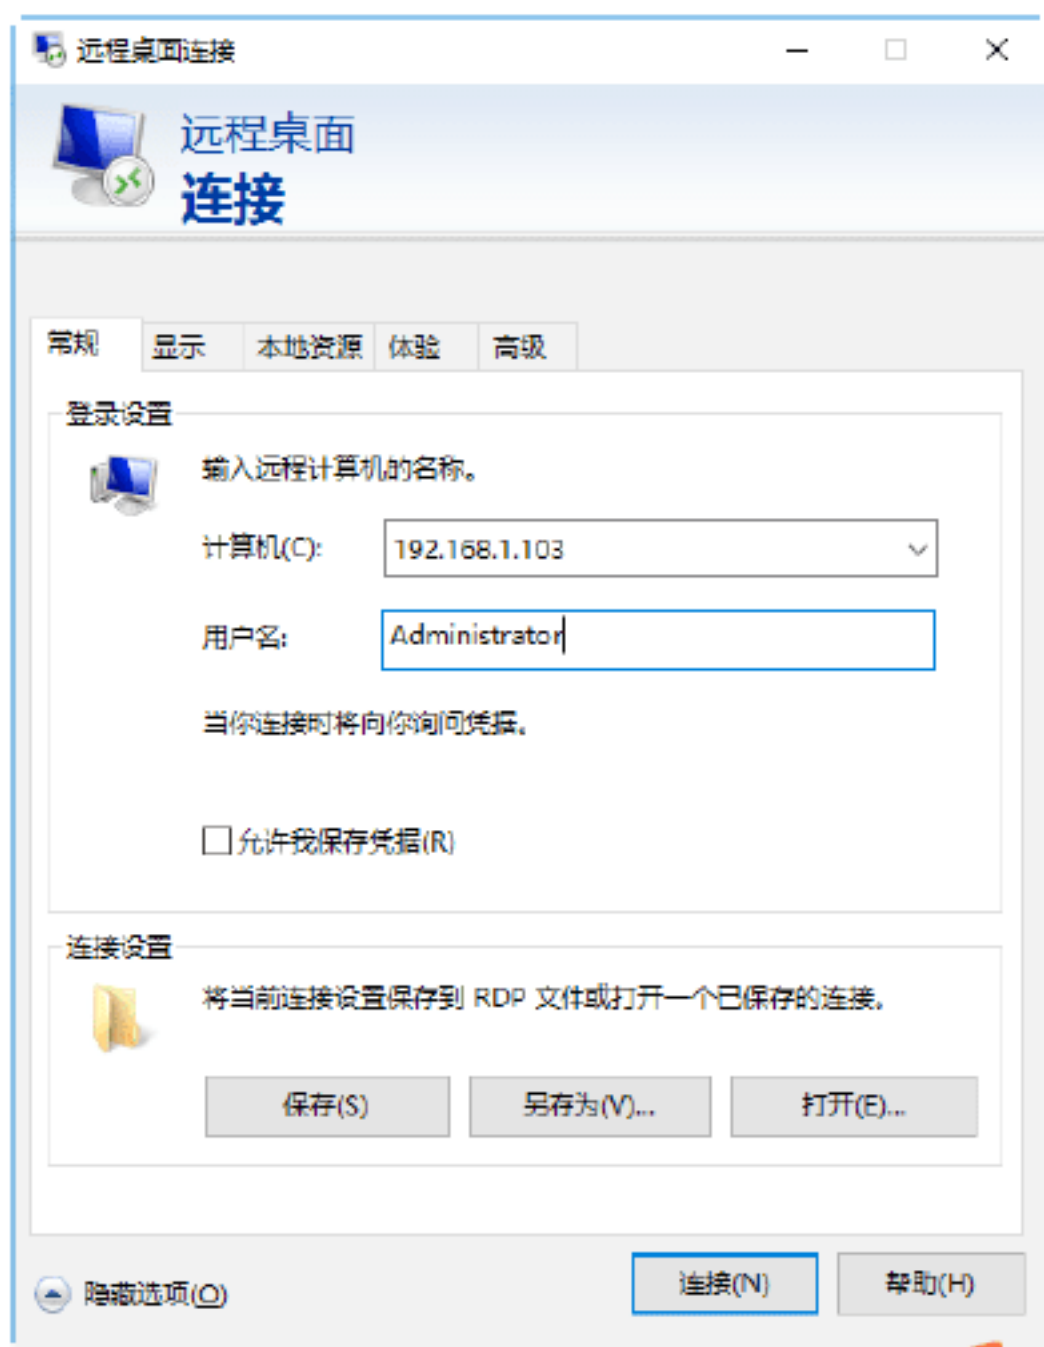 远程桌面连接
远程桌面
连接
常规 显示 本地资源 体验 高级
登录设置
输入远程计算机的名称。
计算机(C): 192.168.1.103
用户名: Administrator
当你连接时将向你询问凭据。
允许我保存凭据(R)
连接设置
将当前连接设置保存到 RDP 文件或打开一个已保存的连接。
保存(S) 另存为(V)... 打开(E)...
隐藏选项(O) 连接(N) 帮助(H)